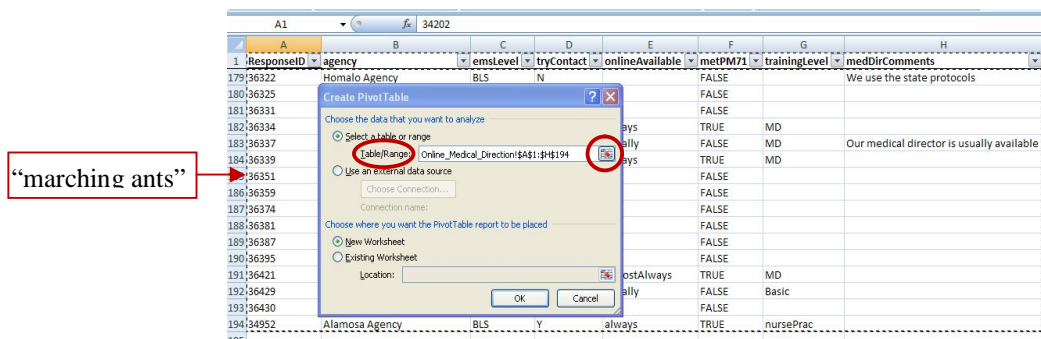 A1 fx 34202
A B C D E F G H
1 ResponseID agency emsLevel tryContact onlineAvailable metPM71 trainingLevel medDirComments
179 36322 Homalo Agency BLS N FALSE We use the state protocols
180 36325 FALSE
181 36331 FALSE
182 36334 ays TRUE MD
183 36337 ally FALSE MD Our medical director is usually available
184 36339 ays TRUE MD
36351 FALSE
186 36359 FALSE
187 36374 FALSE
188 36381 FALSE
189 36387 FALSE
190 36395 FALSE
191 36421 ostAlways TRUE MD
192 36429 ally FALSE Basic
193 36430 FALSE
194 34952 Alamosa Agency BLS Y always TRUE nursePrac
Create PivotTable
Choose the data that you want to analyze
Select a table or range
Table/Range: Online_Medical_Direction!$A$1:$H$194
Use an external data source
Choose Connection...
Connection name:
Choose where you want the PivotTable report to be placed
New Worksheet
Existing Worksheet
Location:
OK Cancel
“marching ants”